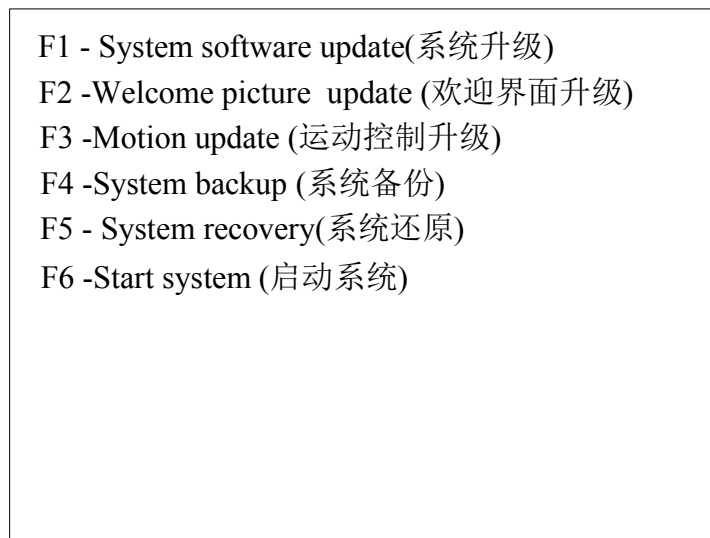 F1 - System software update(系统升级)
F2 -Welcome picture  update (欢迎界面升级)
F3 -Motion update (运动控制升级)
F4 -System backup (系统备份)
F5 - System recovery(系统还原)
F6 -Start system (启动系统)